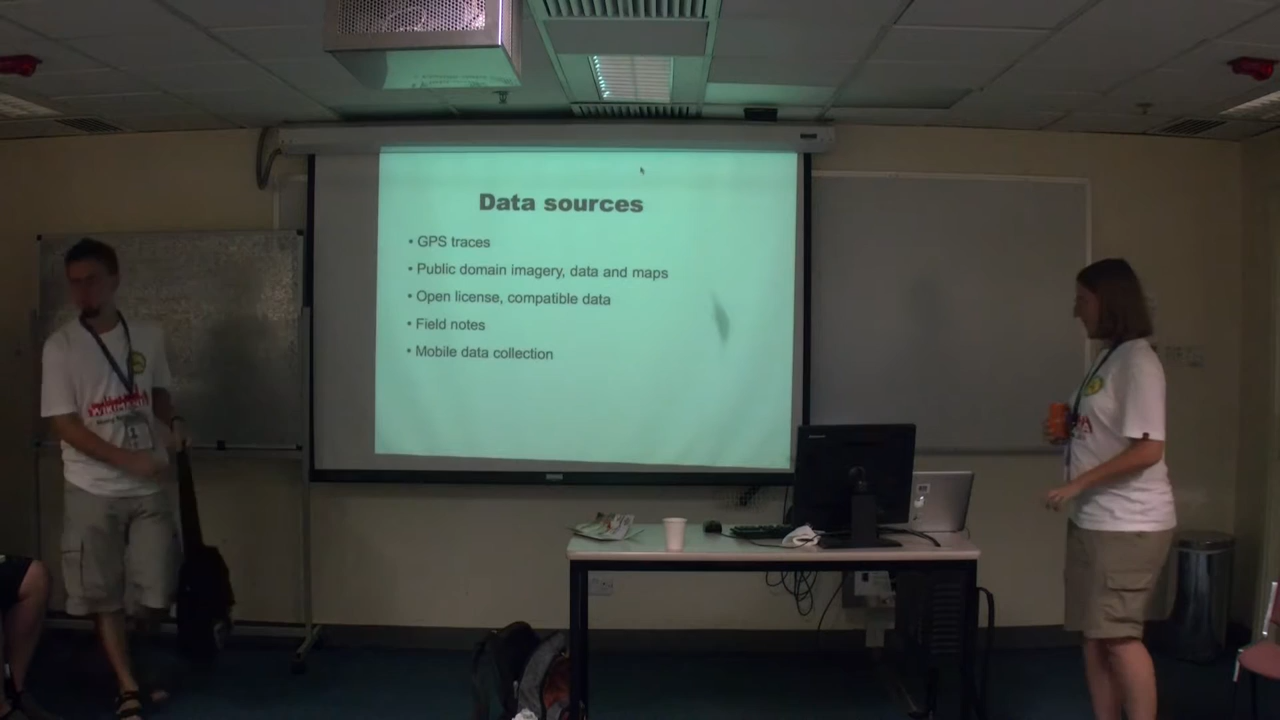 Data sources
• GPS traces
• Public domain imagery, data and maps
• Open license, compatible data
• Field notes
• Mobile data collection
WIKIMANIA